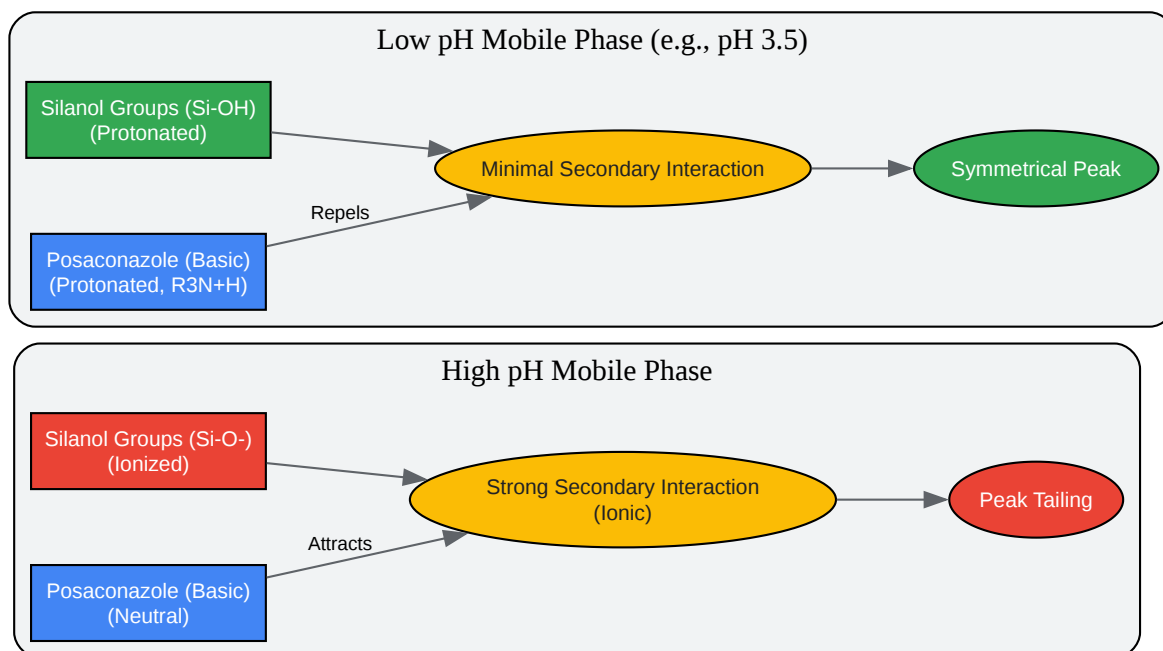 Low pH Mobile Phase (e.g., pH 3.5)
Silanol Groups (Si-OH)
(Protonated)
Minimal Secondary Interaction
Symmetrical Peak
Repels
Posaconazole (Basic)
(Protonated, R3N+H)
High pH Mobile Phase
Silanol Groups (Si-O-)
(Ionized)
Strong Secondary Interaction
(Ionic)
Peak Tailing
Attracts
Posaconazole (Basic)
(Neutral)